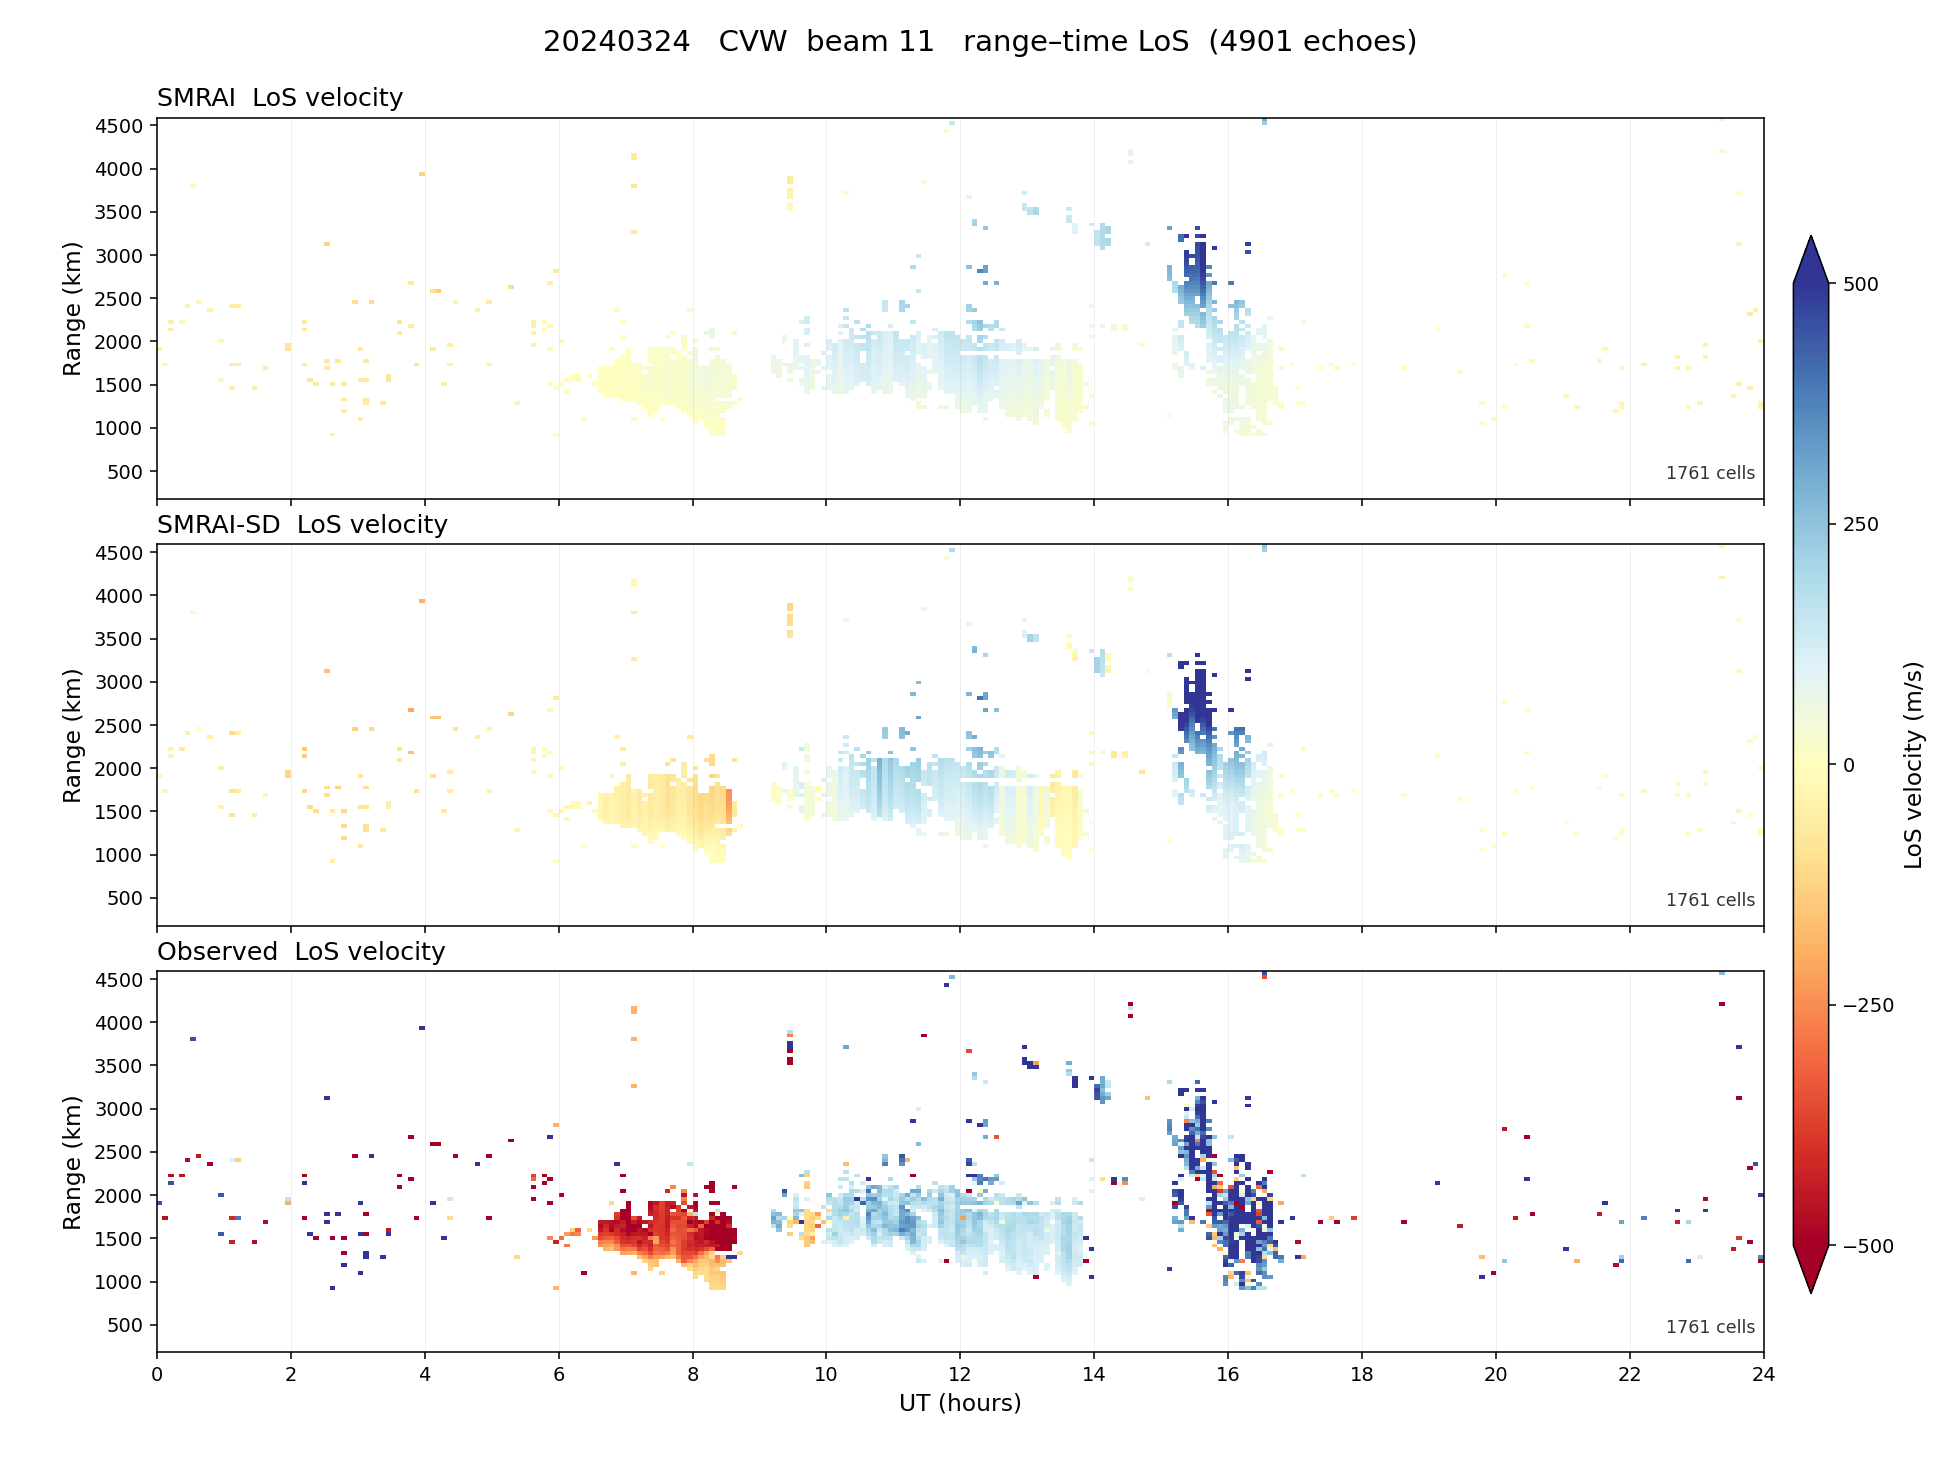 20240324   CVW  beam 11   range–time LoS  (4901 echoes)
SMRAI  LoS velocity
4500
4000
3500
3000
2500
2000
1500
1000
500
Range (km)
1761 cells
SMRAI-SD  LoS velocity
4500
4000
3500
3000
2500
2000
1500
1000
500
Range (km)
1761 cells
Observed  LoS velocity
4500
4000
3500
3000
2500
2000
1500
1000
500
Range (km)
1761 cells
0 2 4 6 8 10 12 14 16 18 20 22 24
UT (hours)
500
250
0
−250
−500
LoS velocity (m/s)